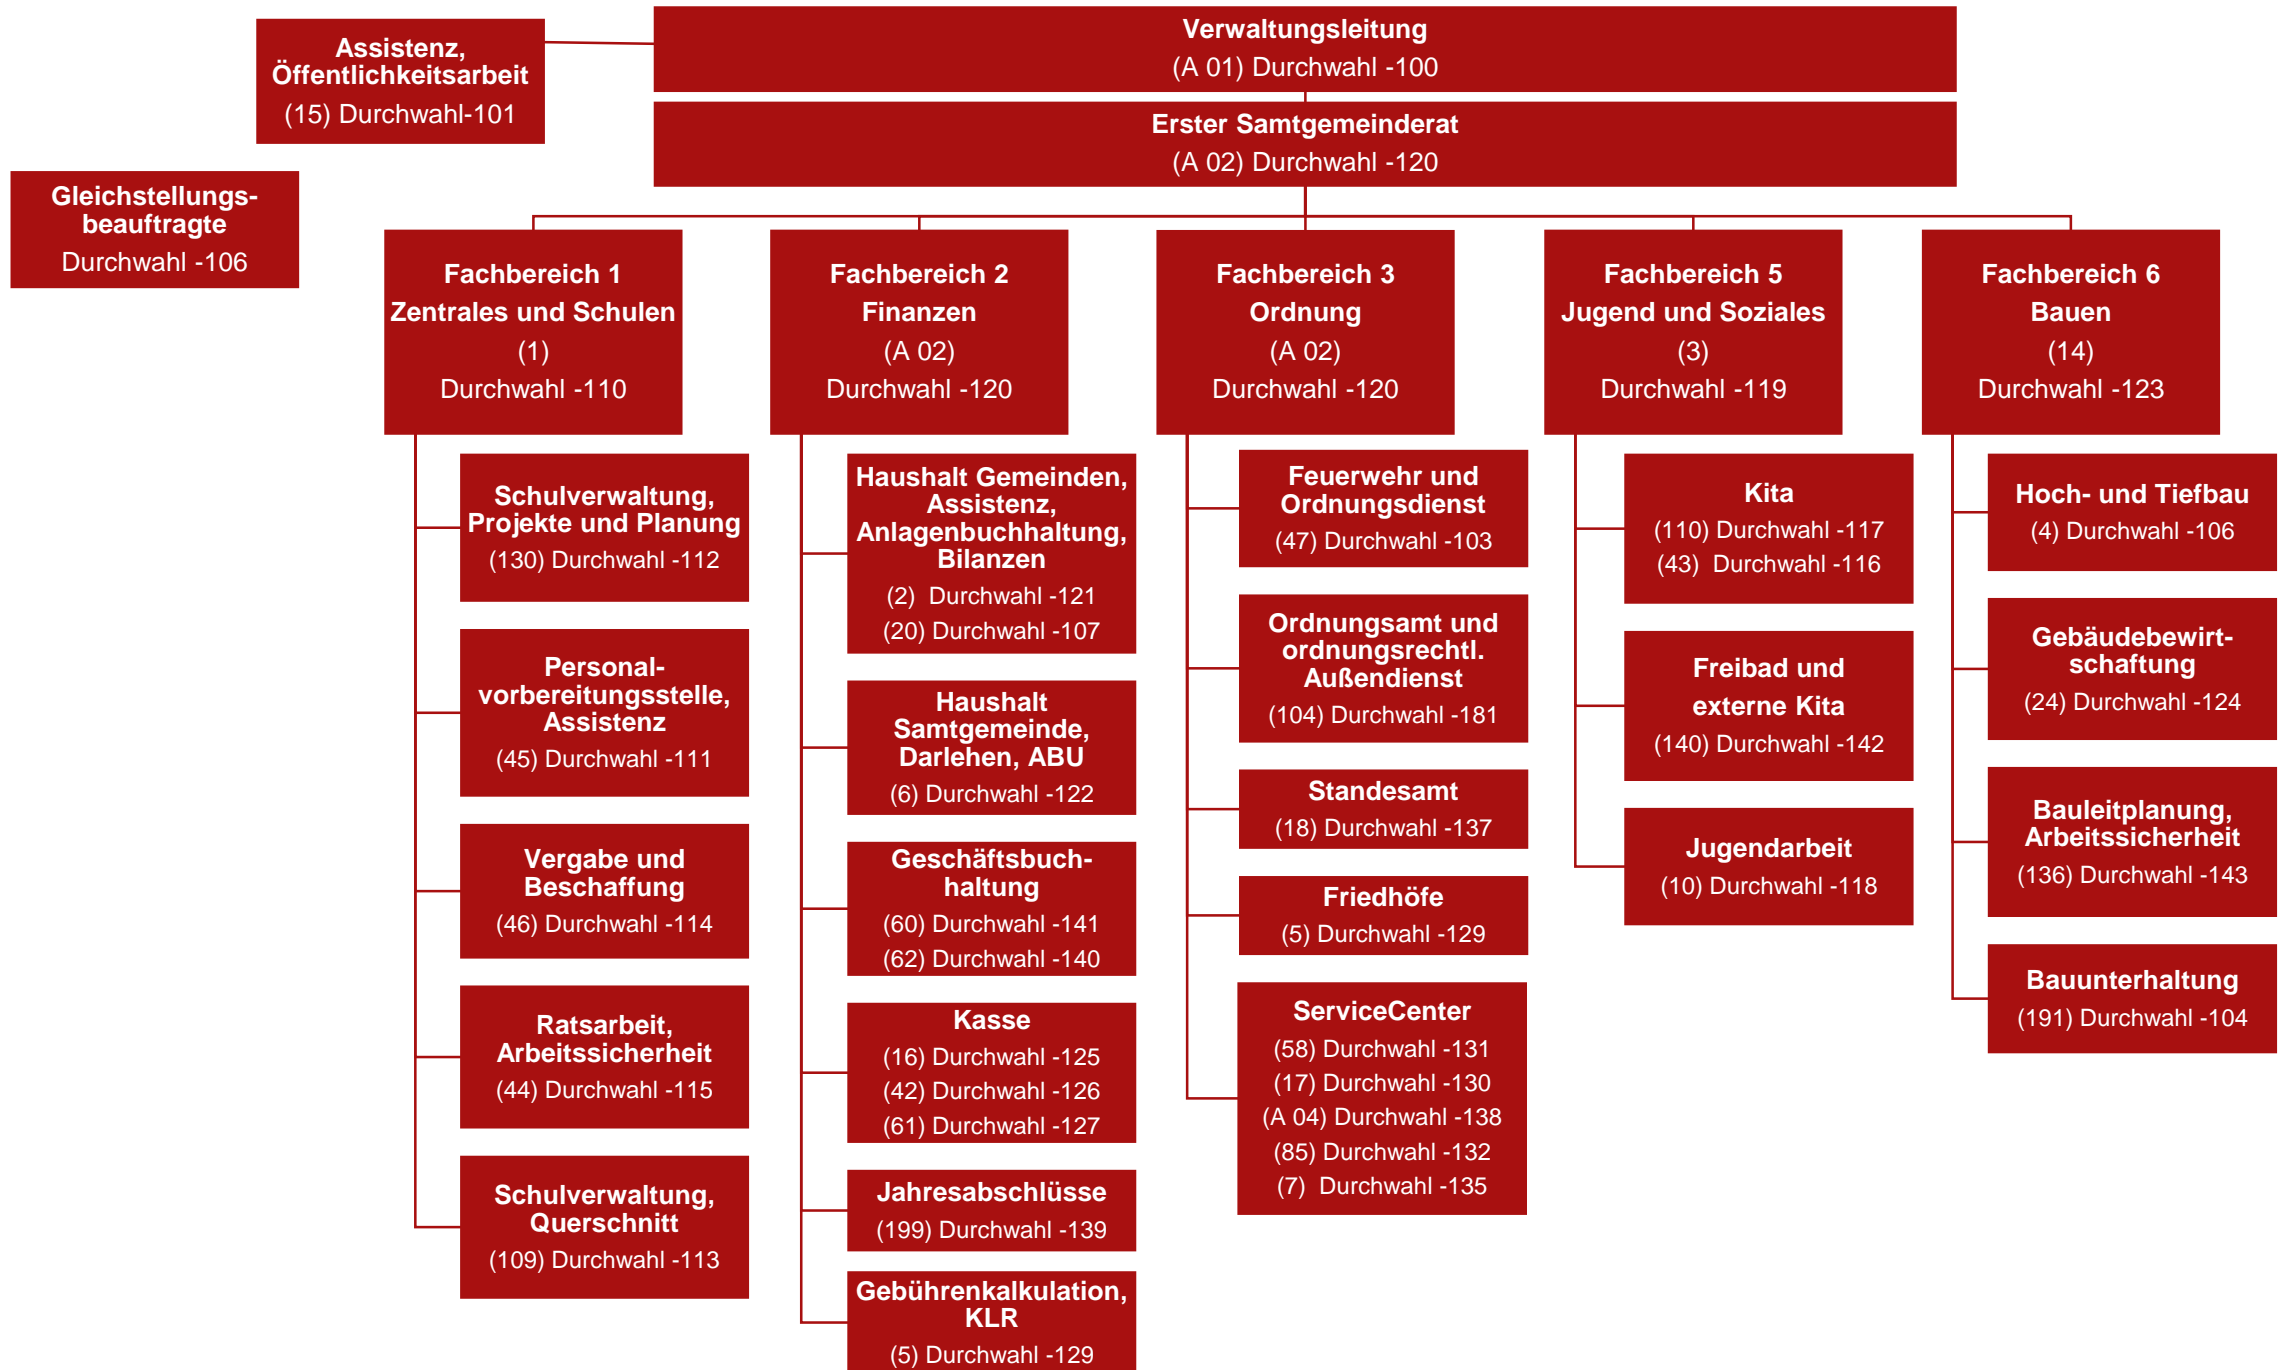 Verwaltungsleitung
(A 01) Durchwahl -100
Assistenz,
Öffentlichkeitsarbeit
(15) Durchwahl-101
Erster Samtgemeinderat
(A 02) Durchwahl -120
Gleichstellungs-
beauftragte
Durchwahl -106
Fachbereich 1
Zentrales und Schulen
(1)
Durchwahl -110
Schulverwaltung,
Projekte und Planung
(130) Durchwahl -112
Personal-
vorbereitungsstelle,
Assistenz
(45) Durchwahl -111
Vergabe und
Beschaffung
(46) Durchwahl -114
Ratsarbeit,
Arbeitssicherheit
(44) Durchwahl -115
Schulverwaltung,
Querschnitt
(109) Durchwahl -113
Fachbereich 2
Finanzen
(A 02)
Durchwahl -120
Haushalt Gemeinden,
Assistenz,
Anlagenbuchhaltung,
Bilanzen
(2) Durchwahl -121
(20) Durchwahl -107
Haushalt
Samtgemeinde,
Darlehen, ABU
(6) Durchwahl -122
Geschäftsbuch-
haltung
(60) Durchwahl -141
(62) Durchwahl -140
Kasse
(16) Durchwahl -125
(42) Durchwahl -126
(61) Durchwahl -127
Jahresabschlüsse
(199) Durchwahl -139
Gebührenkalkulation,
KLR
(5) Durchwahl -129
Fachbereich 3
Ordnung
(A 02)
Durchwahl -120
Feuerwehr und
Ordnungsdienst
(47) Durchwahl -103
Ordnungsamt und
ordnungsrechtl.
Außendienst
(104) Durchwahl -181
Standesamt
(18) Durchwahl -137
Friedhöfe
(5) Durchwahl -129
ServiceCenter
(58) Durchwahl -131
(17) Durchwahl -130
(A 04) Durchwahl -138
(85) Durchwahl -132
(7) Durchwahl -135
Fachbereich 5
Jugend und Soziales
(3)
Durchwahl -119
Kita
(110) Durchwahl -117
(43) Durchwahl -116
Freibad und
externe Kita
(140) Durchwahl -142
Jugendarbeit
(10) Durchwahl -118
Fachbereich 6
Bauen
(14)
Durchwahl -123
Hoch- und Tiefbau
(4) Durchwahl -106
Gebäudebewirt-
schaftung
(24) Durchwahl -124
Bauleitplanung,
Arbeitssicherheit
(136) Durchwahl -143
Bauunterhaltung
(191) Durchwahl -104